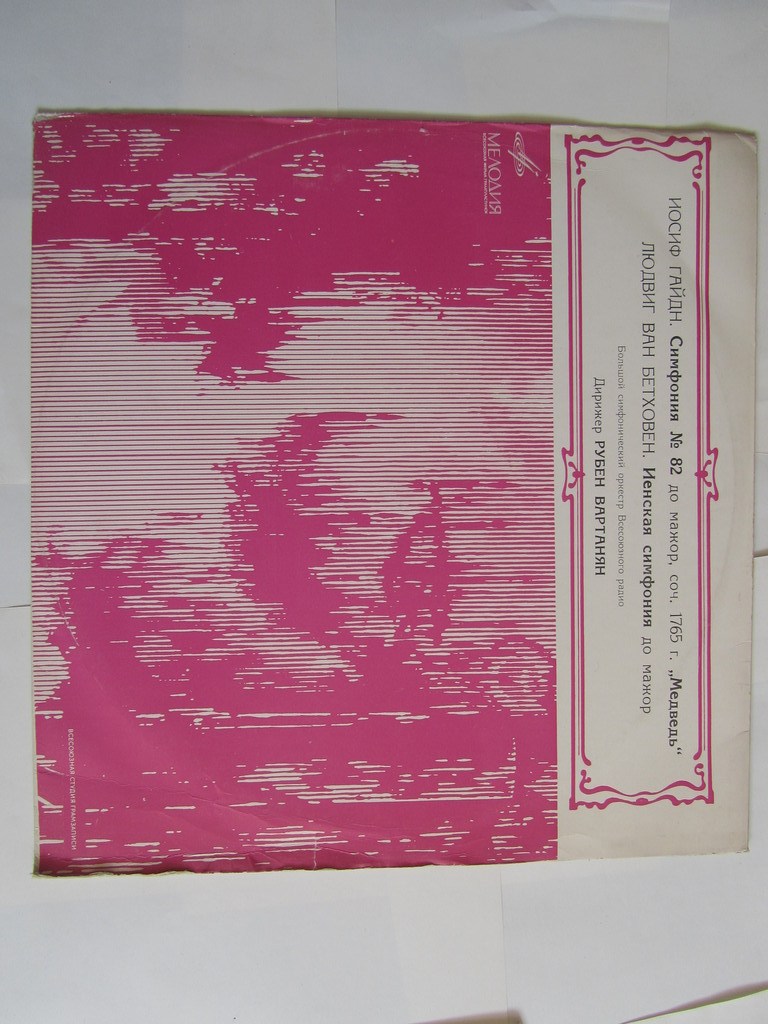 ИОСИФ ГАЙДН. Симфония № 82 до мажор, соч. 1765 г. „Медведь“
ЛЮДВИГ ВАН БЕТХОВЕН. Иенская симфония до мажор
Большой симфонический оркестр Всесоюзного радио
Дирижер РУБЕН ВАРТАНЯН
МЕЛОДИЯ
ВСЕСОЮЗНАЯ СТУДИЯ ГРАМЗАПИСИ